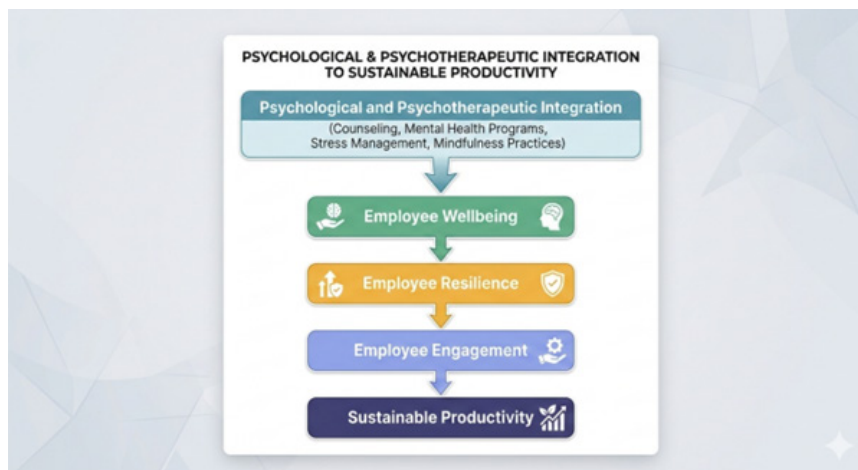 PSYCHOLOGICAL & PSYCHOTHERAPEUTIC INTEGRATION
TO SUSTAINABLE PRODUCTIVITY
Psychological and Psychotherapeutic Integration
(Counseling, Mental Health Programs,
Stress Management, Mindfulness Practices)
Employee Wellbeing
Employee Resilience
Employee Engagement
Sustainable Productivity